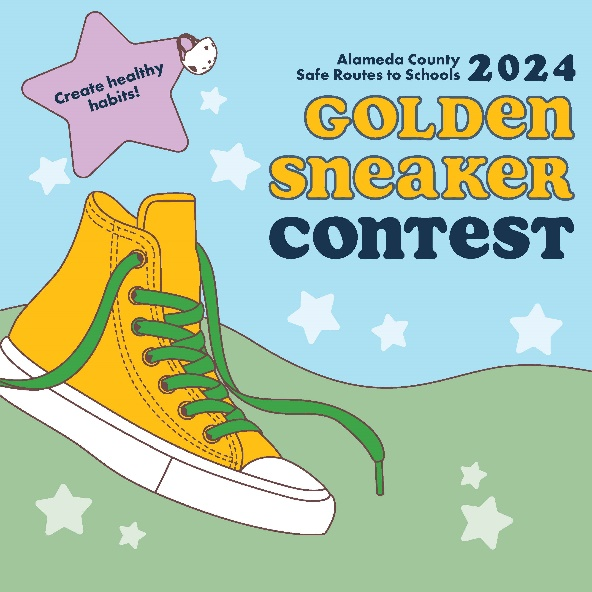 Create healthy
habits!
Alameda County
Safe Routes to Schools 2024
GOLDen
SneakeR
COnTeST